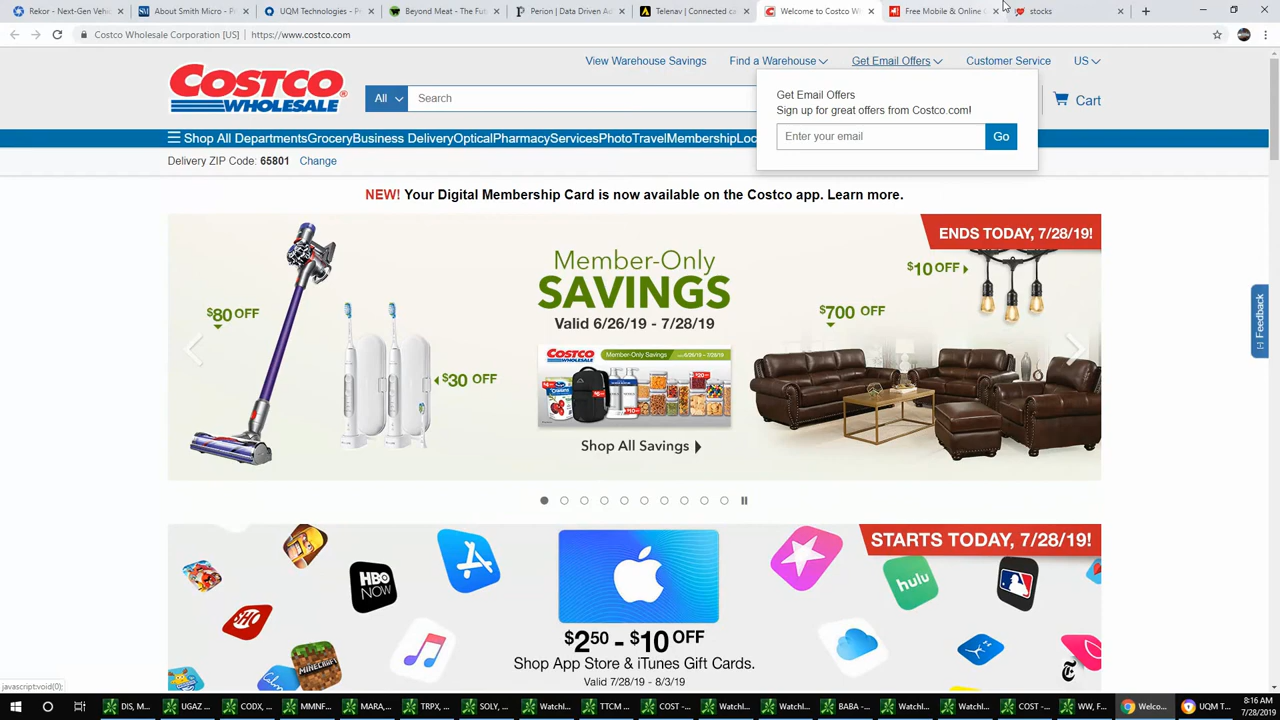 Rekor - Next-Gen Vehi
About Smith Micro - P
UQM Technologies - P
Beyond Meat - The Fu
Perion | Data Driven Ad
Telenav | Connected ca
Welcome to Costco W
Free Mobile & Online
stocks
Costco Wholesale Corporation [US] | https://www.costco.com
View Warehouse Savings
Find a Warehouse
Get Email Offers
Customer Service
US
COSTCO
WHOLESALE
All
Search
Cart
Get Email Offers
Sign up for great offers from Costco.com!
Enter your email
Go
Shop All Departments Grocery Business Delivery Optical Pharmacy Services Photo Travel Membership Loc
Delivery ZIP Code: 65801 Change
NEW! Your Digital Membership Card is now available on the Costco app. Learn more.
ENDS TODAY, 7/28/19!
Member-Only
SAVINGS
Valid 6/26/19 - 7/28/19
$80 OFF
$30 OFF
$10 OFF
$700 OFF
COSTCO
WHOLESALE
Member-Only Savings
Shop All Savings
Feedback
STARTS TODAY, 7/28/19!
HBO
NOW
SHO
MINECRAFT
hulu
$2.50 - $10 OFF
Shop App Store & iTunes Gift Cards.
Valid 7/28/19 - 8/3/19
javascript:void(0);
DIS, M...
UGAZ ...
CODX, ...
MMNF...
MARA,...
TRPX, ...
SOLY, ...
Watchl...
TTCM ...
COST -...
Watchl...
Watchl...
BABA -...
Watchl...
Watchl...
COST -...
WW, F...
Welco...
UQM T...
8:16 AM
7/28/2019